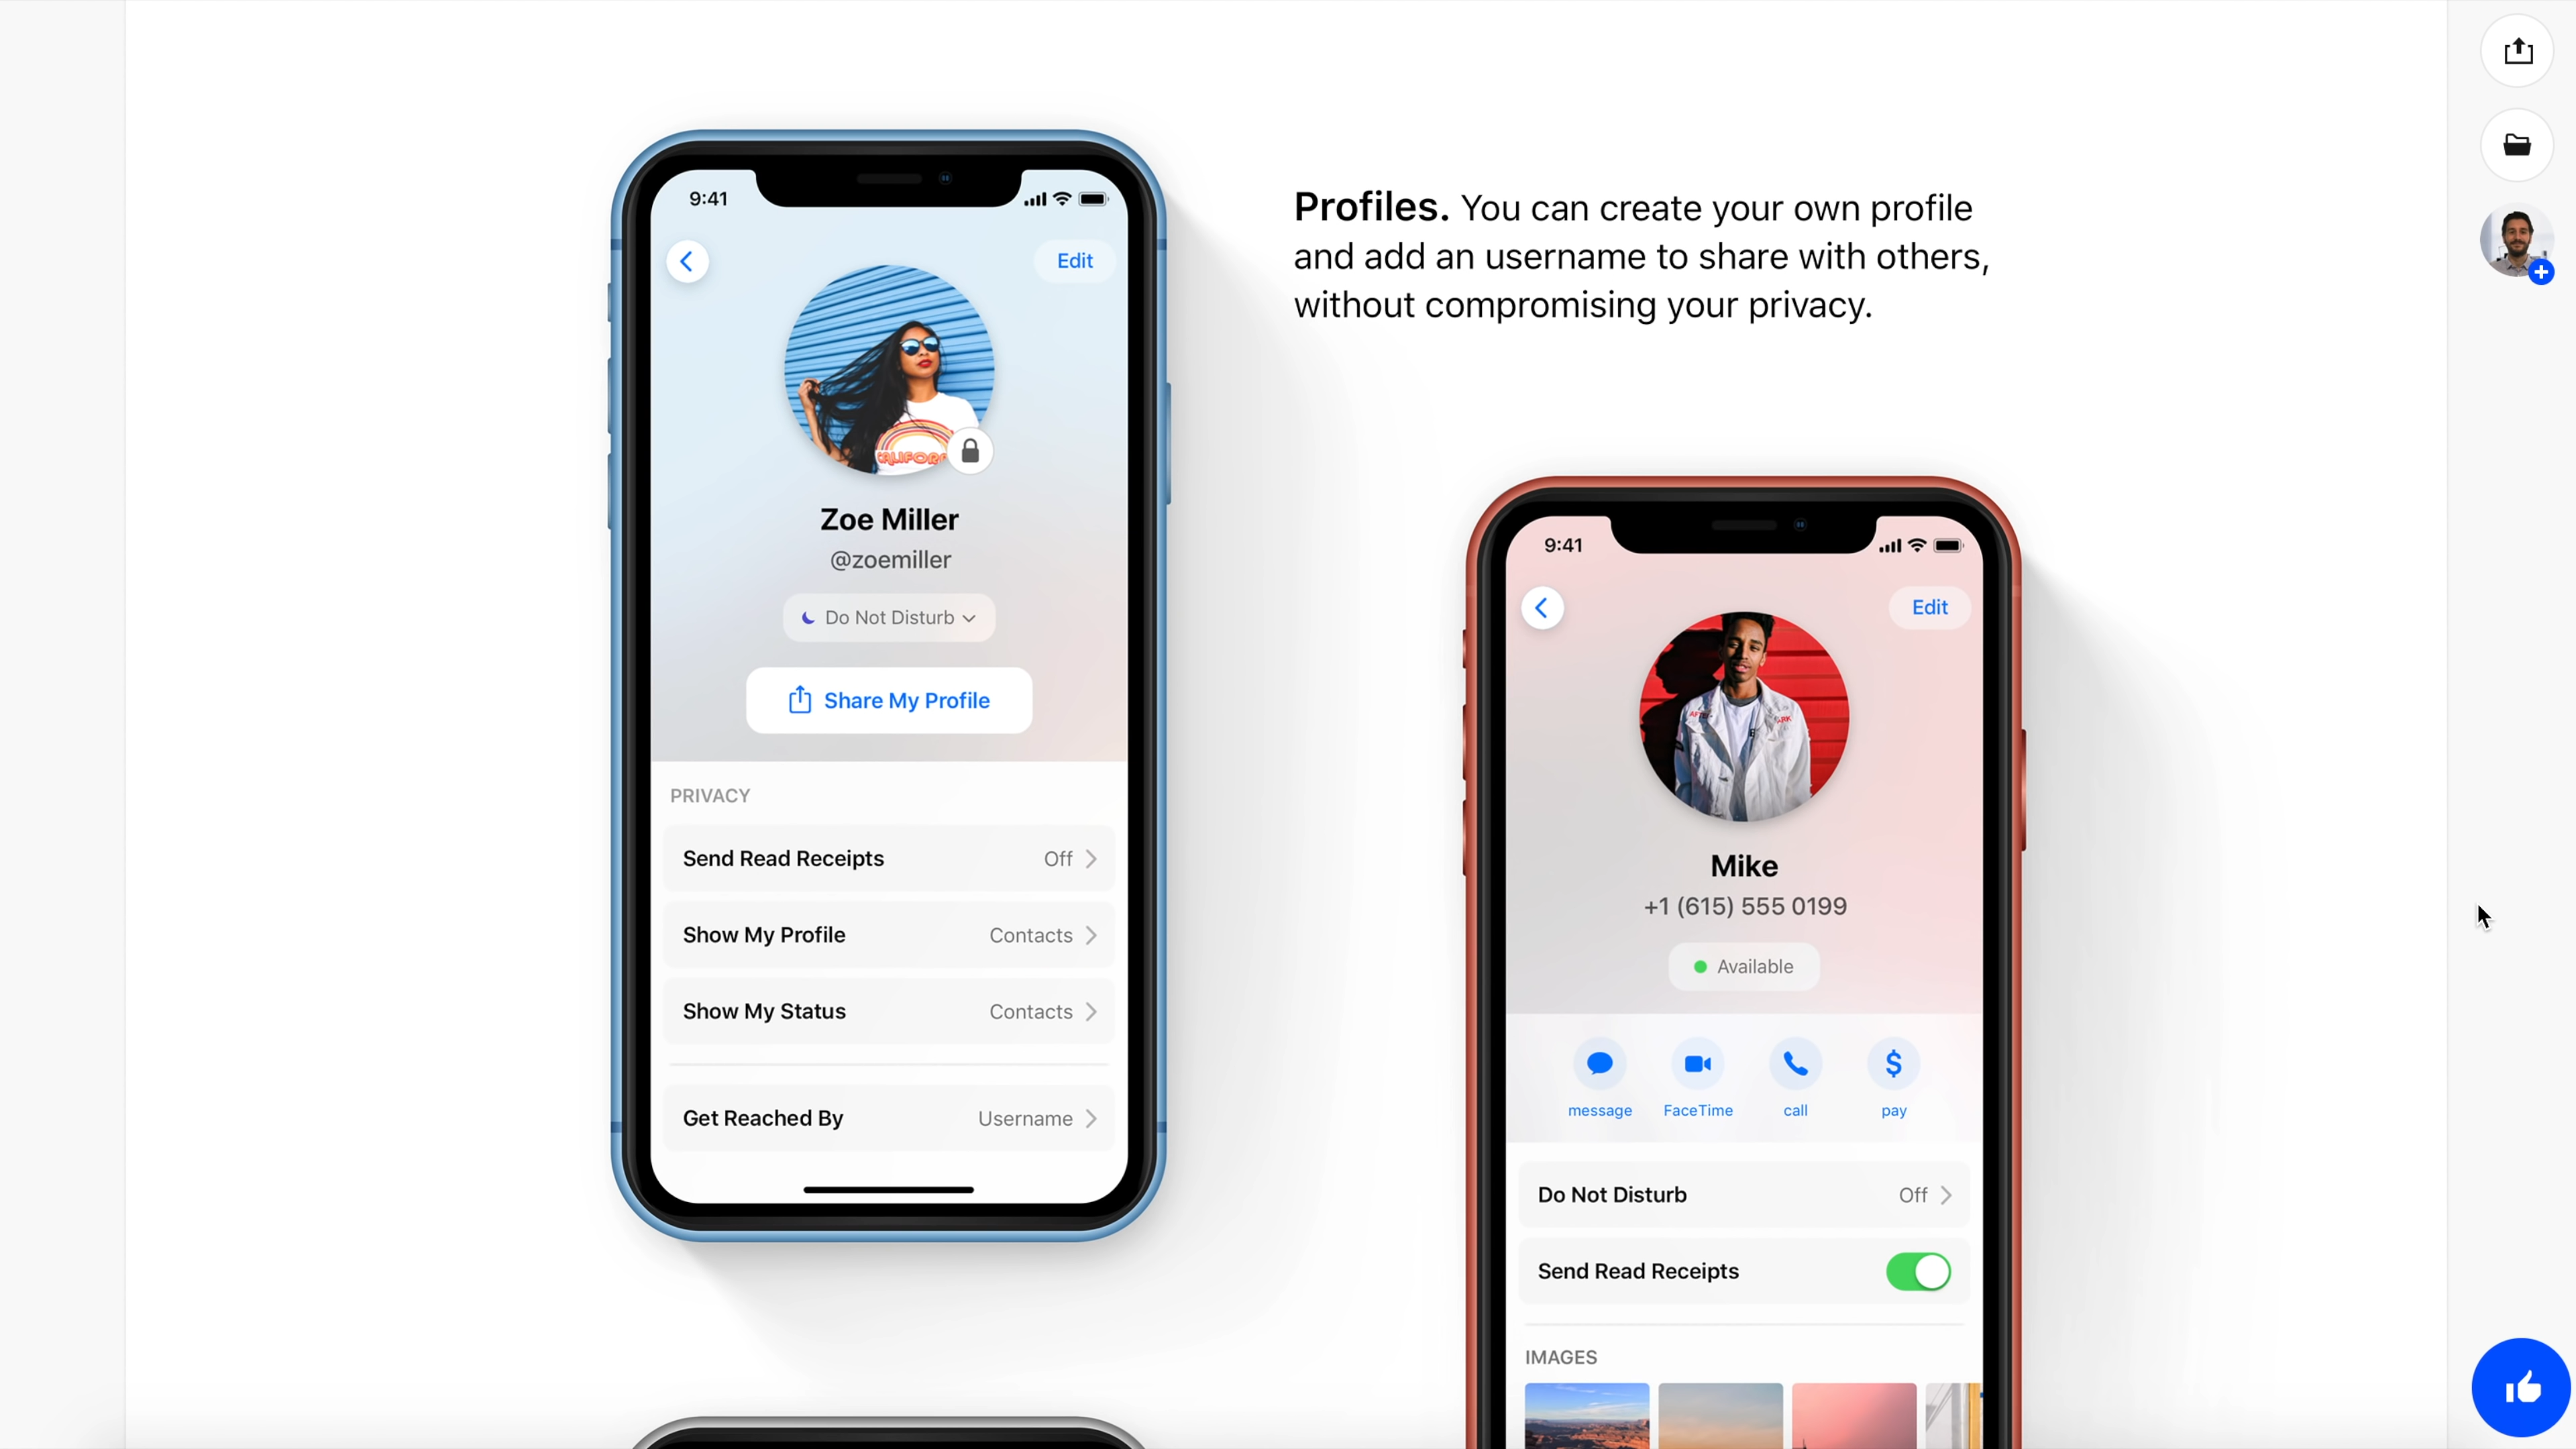 9:41
Edit
CALIFOR
Zoe Miller
@zoemiller
Do Not Disturb
Share My Profile
PRIVACY
Send Read Receipts Off
Show My Profile Contacts
Show My Status Contacts
Get Reached By Username
Profiles. You can create your own profile
and add an username to share with others,
without compromising your privacy.
9:41
Edit
Mike
+1 (615) 555 0199
Available
message FaceTime call pay
Do Not Disturb Off
Send Read Receipts
IMAGES